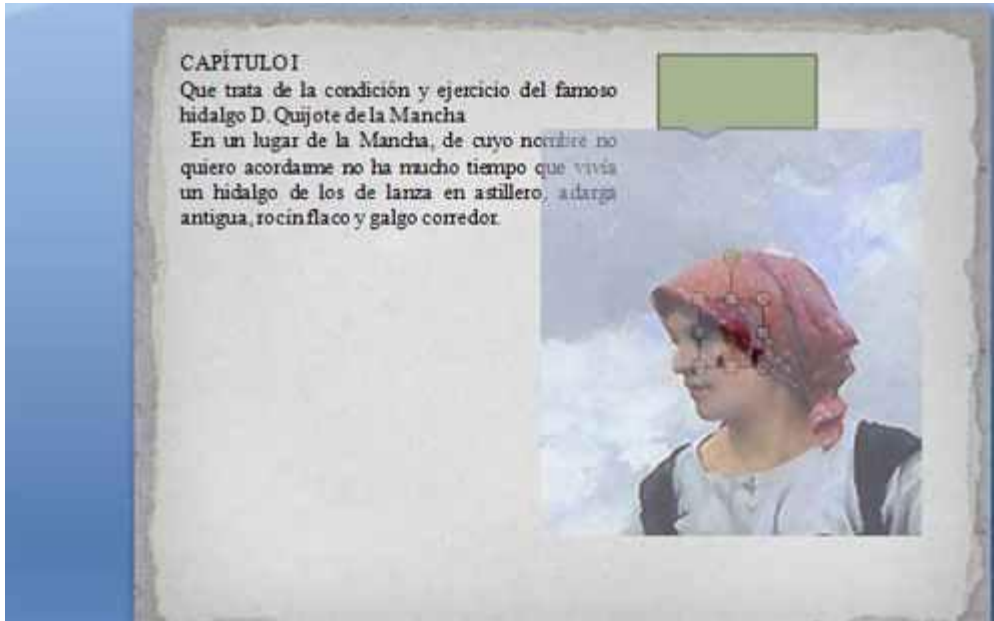 CAPÍTULO I
Que trata de la condición y ejercicio del famoso
hidalgo D. Quijote de la Mancha
En un lugar de la Mancha, de cuyo nombre no
quiero acordarme no ha mucho tiempo que vivía
un hidalgo de los de lanza en astillero, adarga
antigua, rocín flaco y galgo corredor.